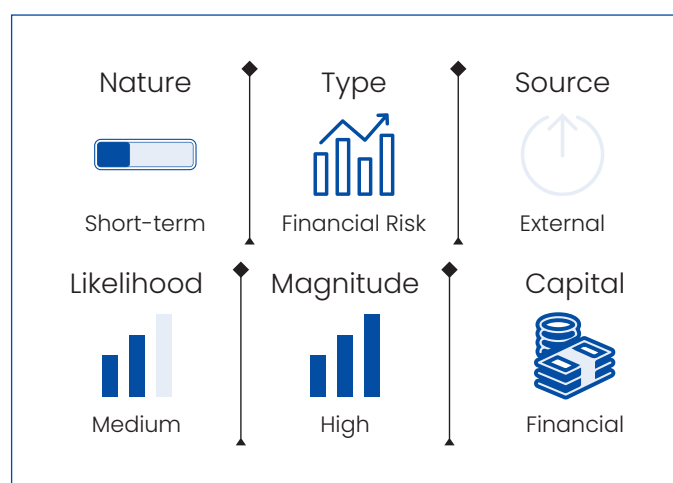 Nature
Type
Source
Short-term
Financial Risk
External
Likelihood
Magnitude
Capital
Medium
High
Financial